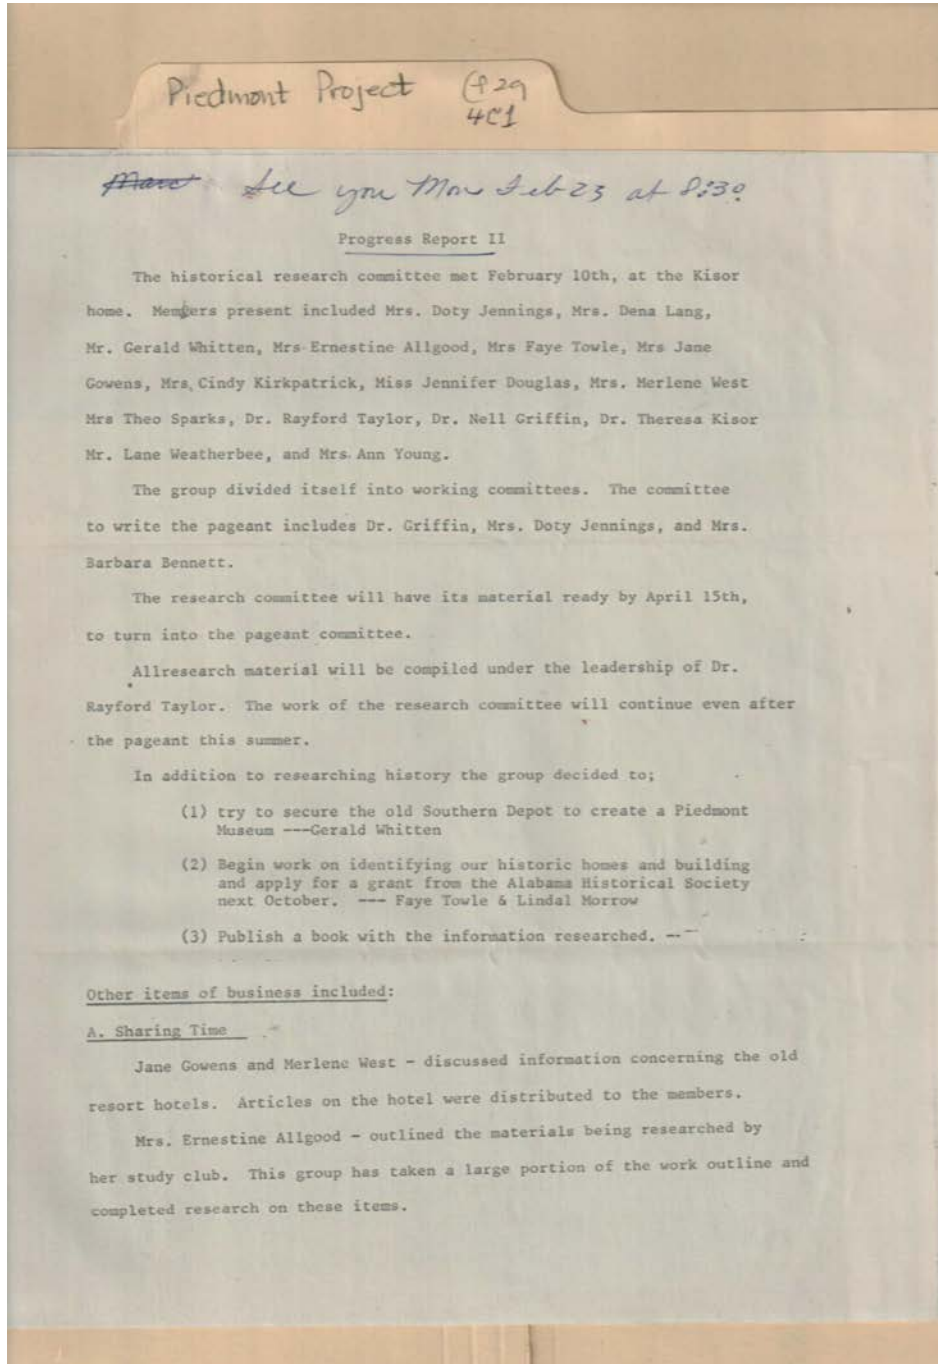 Piedmont Project
4C1
See you Mon Feb 23 at 8:30
Progress Report II
The historical research committee met February 10th, at the Kisor
home. Members present included Mrs. Doty Jennings, Mrs. Dena Lang,
Mr. Gerald Whitten, Mrs Ernestine Allgood, Mrs Faye Towle, Mrs Jane
Gowens, Mrs. Cindy Kirkpatrick, Miss Jennifer Douglas, Mrs. Merlene West
Mrs Theo Sparks, Dr. Rayford Taylor, Dr. Nell Griffin, Dr. Theresa Kisor
Mr. Lane Weatherbee, and Mrs. Ann Young.
The group divided itself into working committees. The committee
to write the pageant includes Dr. Griffin, Mrs. Doty Jennings, and Mrs.
Barbara Bennett.
The research committee will have its material ready by April 15th,
to turn into the pageant committee.
Allresearch material will be compiled under the leadership of Dr.
Rayford Taylor. The work of the research committee will continue even after
the pageant this summer.
In addition to researching history the group decided to;
(1) try to secure the old Southern Depot to create a Piedmont
Museum ---Gerald Whitten
(2) Begin work on identifying our historic homes and building
and apply for a grant from the Alabama Historical Society
next October. --- Faye Towle & Lindal Morrow
(3) Publish a book with the information researched. ---
Other items of business included:
A. Sharing Time
Jane Gowens and Merlene West - discussed information concerning the old
resort hotels. Articles on the hotel were distributed to the members.
Mrs. Ernestine Allgood - outlined the materials being researched by
her study club. This group has taken a large portion of the work outline and
completed research on these items.